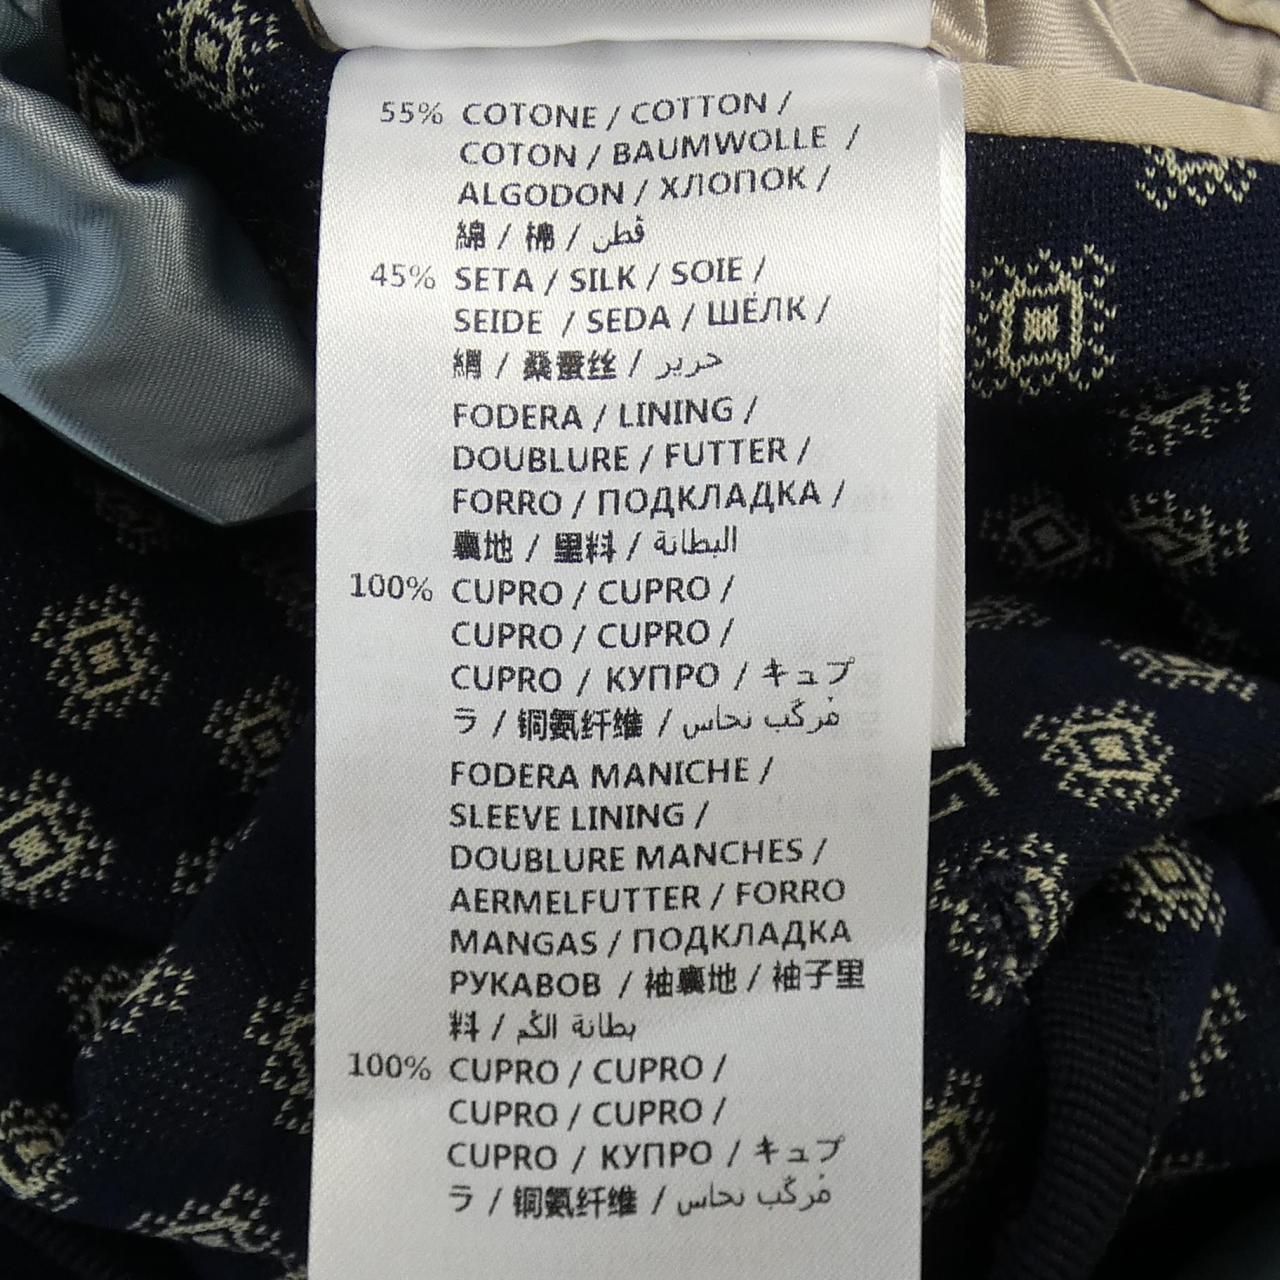 55% COTONE / COTTON /
COTON / BAUMWOLLE /
ALGODON / ХЛОПОК /
綿 / 棉 / قطن
45% SETA / SILK / SOIE /
SEIDE / SEDA / ШЁЛК /
絹 / 桑蚕丝 / حرير
FODERA / LINING /
DOUBLURE / FUTTER /
FORRO / ПОДКЛАДКА /
裏地 / 里料 / البطانة
100% CUPRO / CUPRO /
CUPRO / CUPRO /
CUPRO / КУПРО / キュプ
ラ / 铜氨纤维 / مُركّب نحاس
FODERA MANICHE /
SLEEVE LINING /
DOUBLURE MANCHES /
AERMELFUTTER / FORRO
MANGAS / ПОДКЛАДКА
РУКАВОВ / 袖裏地 / 袖子里
料 / بطانة الكُم
100% CUPRO / CUPRO /
CUPRO / CUPRO /
CUPRO / КУПРО / キュプ
ラ / 铜氨纤维 / مُركّب نحاس